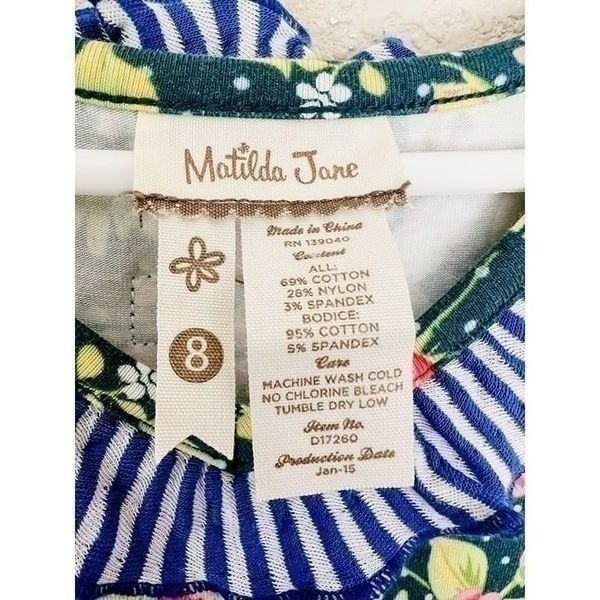 Matilda Jane
8
Made in China
RN 139040
Content
ALL:
69% COTTON
28% NYLON
3% SPANDEX
BODICE:
95% COTTON
5% SPANDEX
Care
MACHINE WASH COLD
NO CHLORINE BLEACH
TUMBLE DRY LOW
Item No.
D17260
Production Date
Jan-15